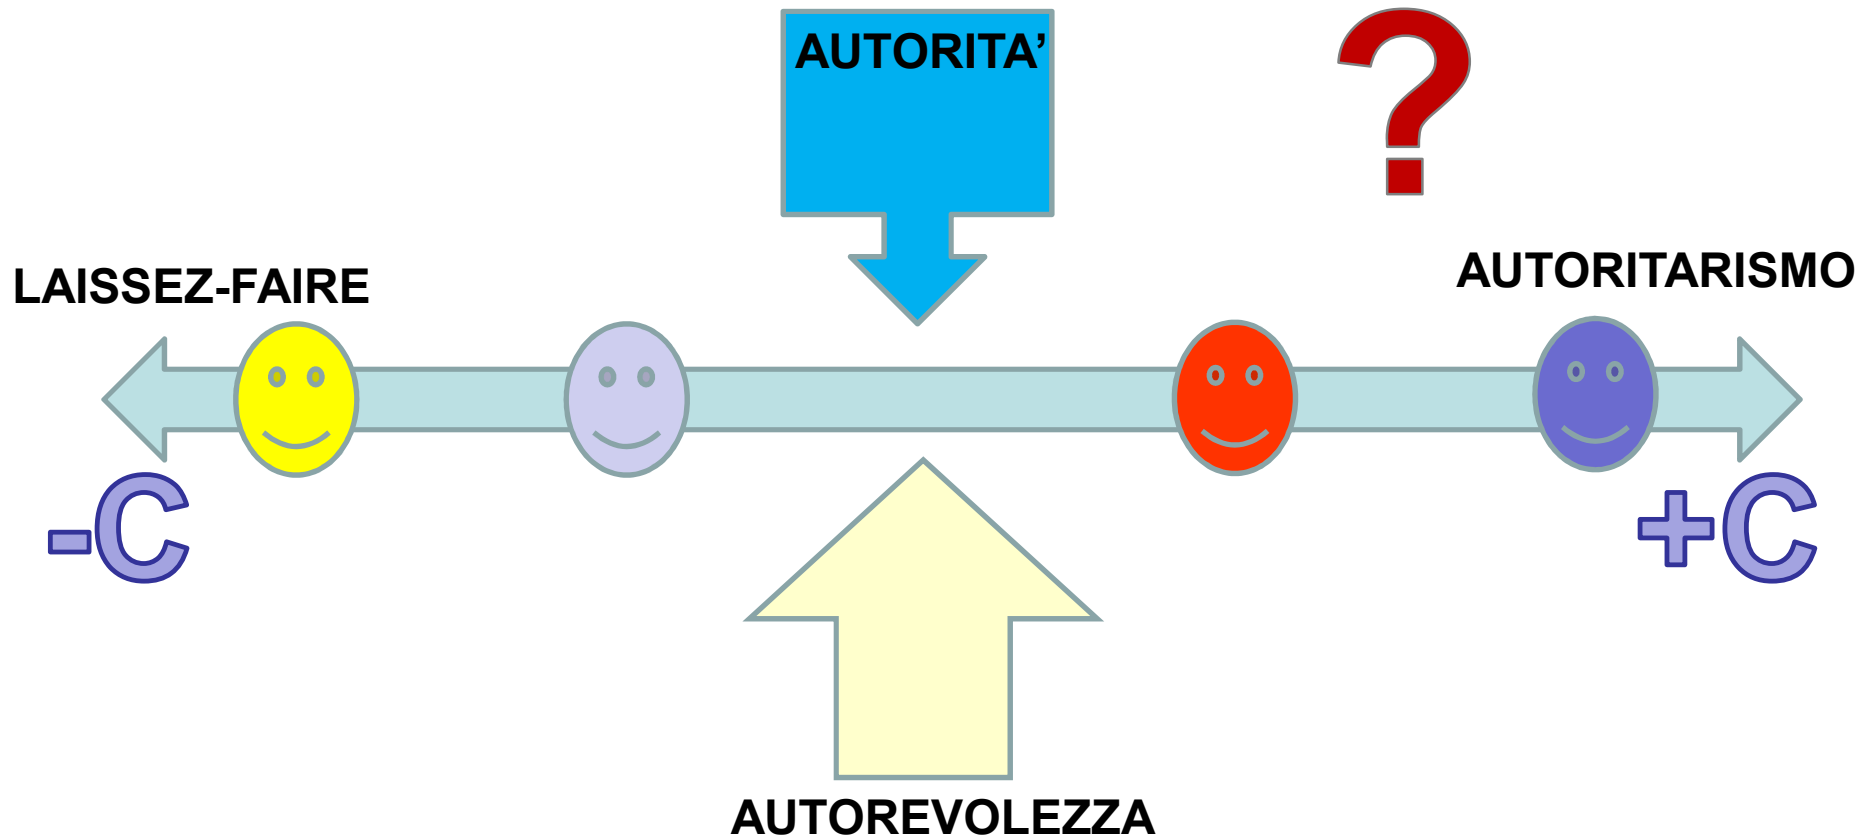 AUTORITA’
?
LAISSEZ-FAIRE
AUTORITARISMO
-C
+C
AUTOREVOLEZZA